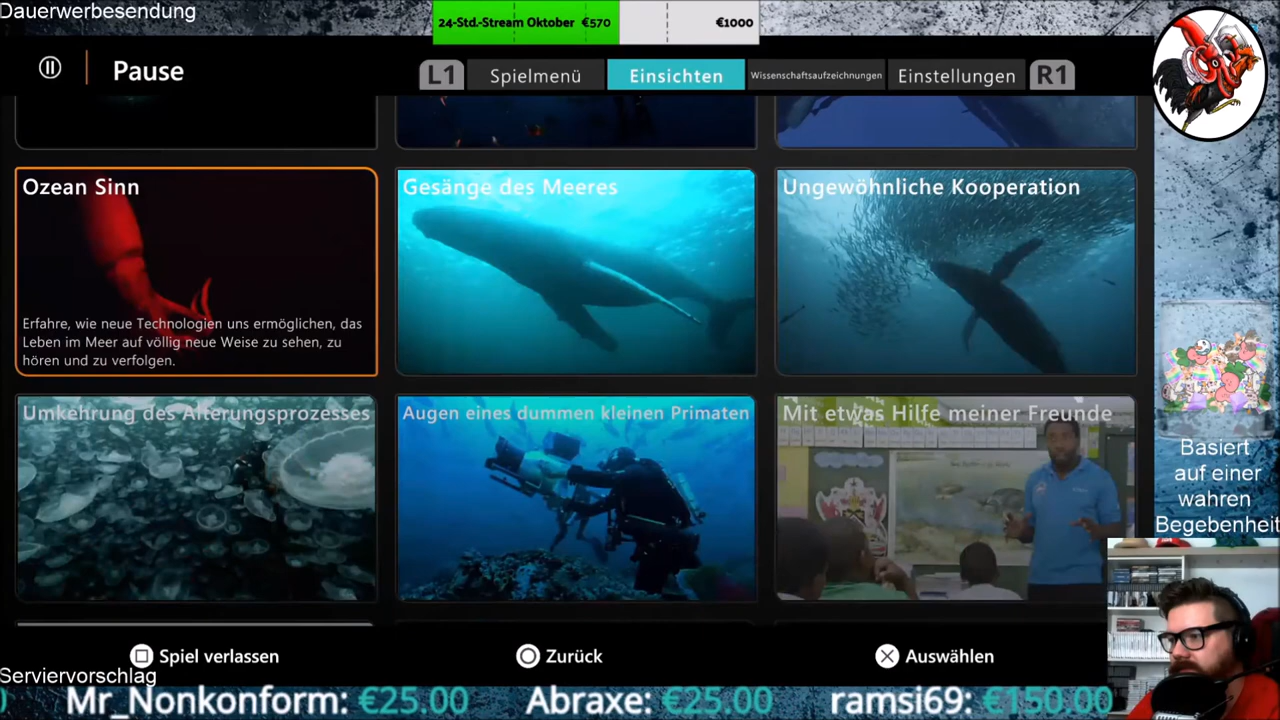 Dauerwerbesendung
24-Std.-Stream Oktober €570 €1000
Pause
L1 Spielmenü Einsichten Wissenschaftsaufzeichnungen Einstellungen R1
Ozean Sinn
Erfahre, wie neue Technologien uns ermöglichen, das
Leben im Meer auf völlig neue Weise zu sehen, zu
hören und zu verfolgen.
Gesänge des Meeres
Ungewöhnliche Kooperation
Umkehrung des Alterungsprozesses
Augen eines dummen kleinen Primaten
Mit etwas Hilfe meiner Freunde
Basiert
auf einer
wahren
Begebenheit
Spiel verlassen Zurück Auswählen
Serviervorschlag
Mr_Nonkonform: €25.00 Abraxe: €25.00 ramsi69: €150.00